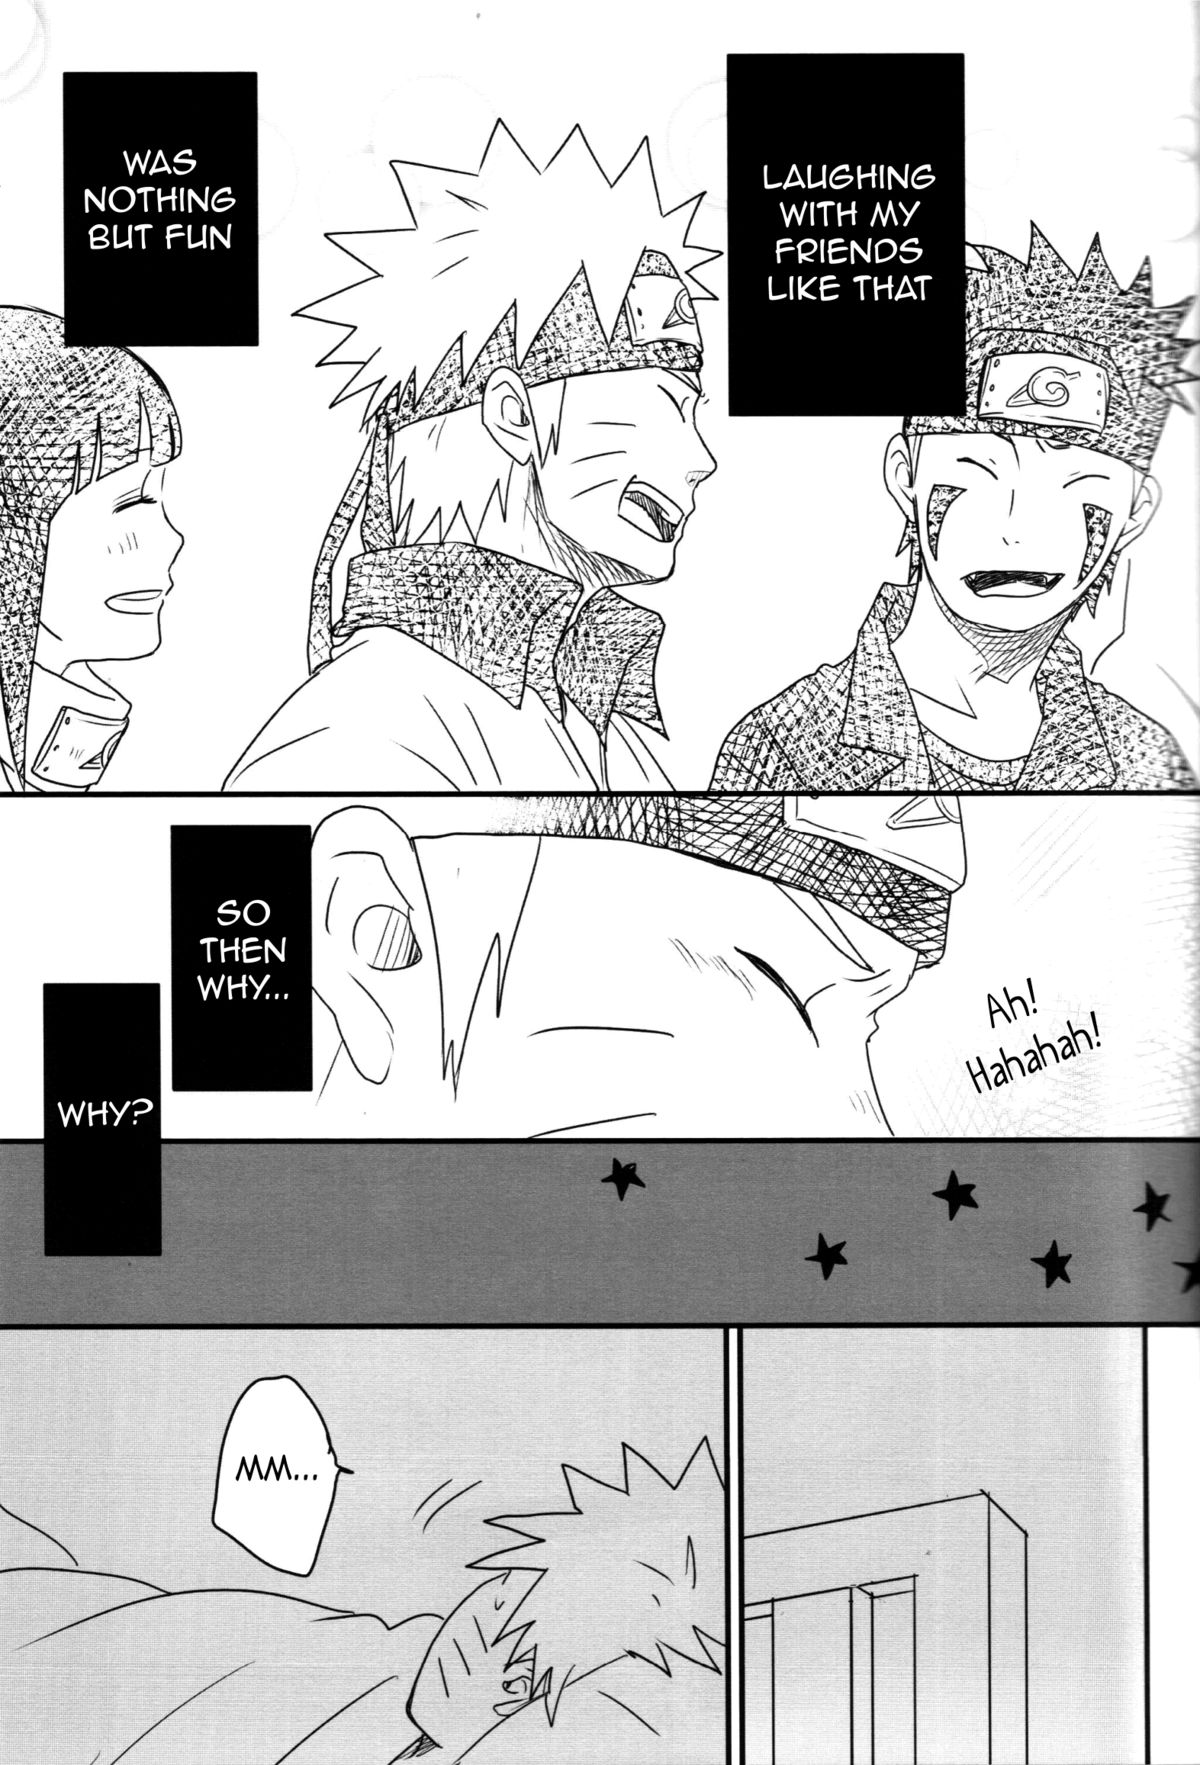 LAUGHING
WITH MY
FRIENDS
LIKE THAT
WAS
NOTHING
BUT FUN
SO
THEN
WHY...
Ah!
Hahahah!
WHY?
MM...